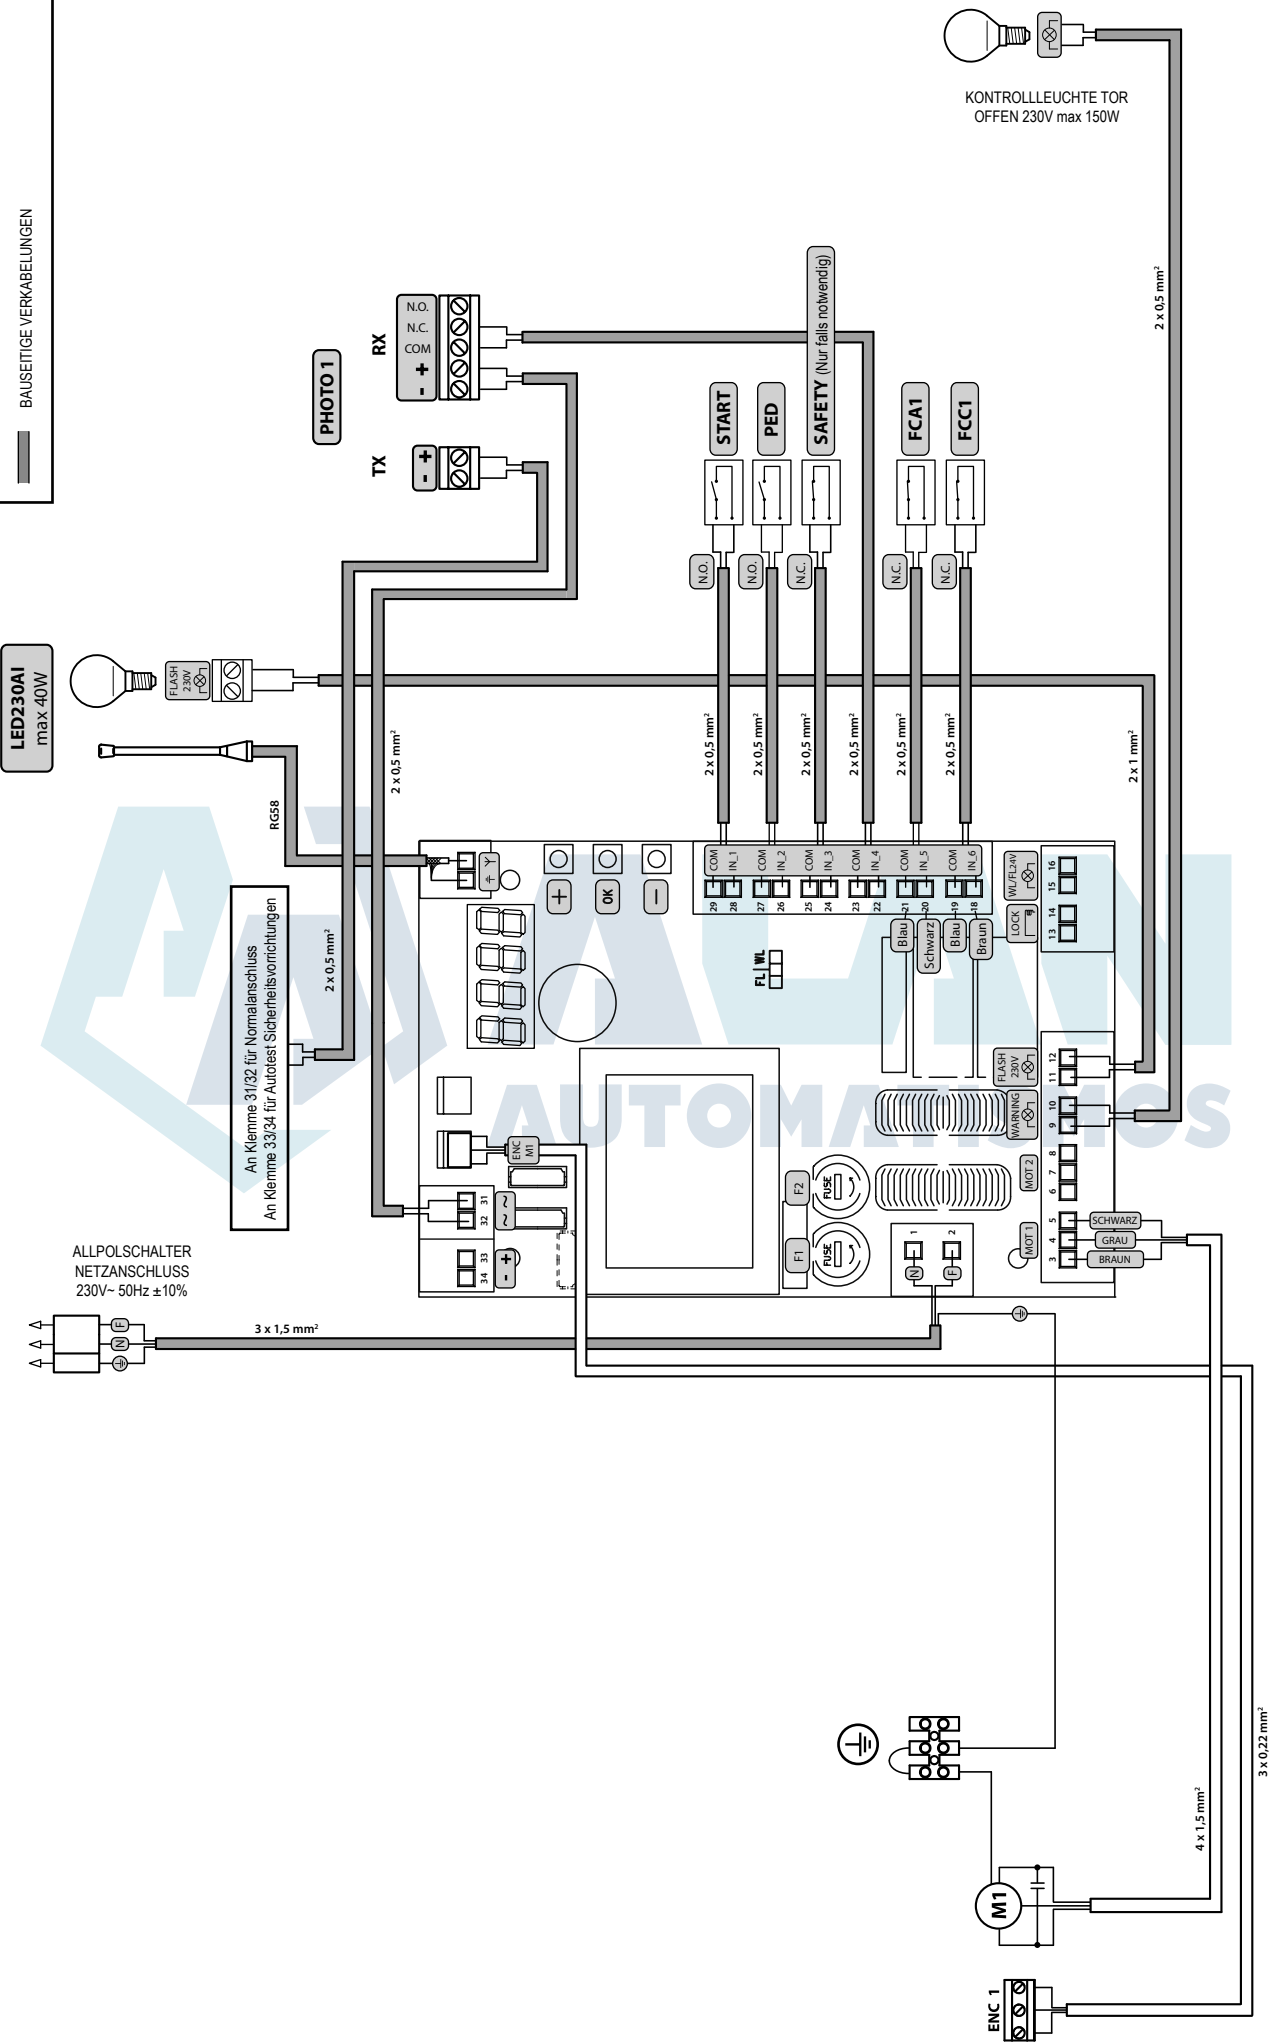 BAUSEITIGE VERKABELUNGEN
KONTROLLLEUCHTE TOR
OFFEN 230V max 150W
2 x 0,5 mm²
PHOTO 1
RX
N.O.
N.C.
COM
- +
TX
- +
LED230AI
max 40W
FLASH
230V
RG58
2 x 0,5 mm²
2 x 0,5 mm²
An Klemme 31/32 für Normalanschluss
An Klemme 33/34 für Autotest Sicherheitsvorrichtungen
START
PED
SAFETY (Nur falls notwendig)
FCA1
FCC1
N.O.
N.O.
N.C.
N.C.
N.C.
2 x 0,5 mm²
2 x 0,5 mm²
2 x 0,5 mm²
2 x 0,5 mm²
2 x 0,5 mm²
2 x 0,5 mm²
2 x 1 mm²
+
OK
-
COM
IN_1
COM
IN_2
COM
IN_3
COM
IN_4
COM
IN_5
COM
IN_6
29
28
27
26
25
24
23
22
21
20
19
18
Blau
Schwarz
Blau
Braun
FL WL
WL/FL24V
LOCK
16
15
14
13
FLASH
230V
WARNING
MOT 2
MOT 1
12
11
10
9
8
7
6
5
4
3
SCHWARZ
GRAU
BRAUN
ENC
M1
31
32
33
34
~ ~
- +
F2
F1
FUSE
FUSE
1
2
N
F
ALLPOLSCHALTER
NETZANSCHLUSS
230V~ 50Hz ±10%
F
N
3 x 1,5 mm²
M1
ENC 1
4 x 1,5 mm²
3 x 0,22 mm²
ALAN
AUTOMATISMOS